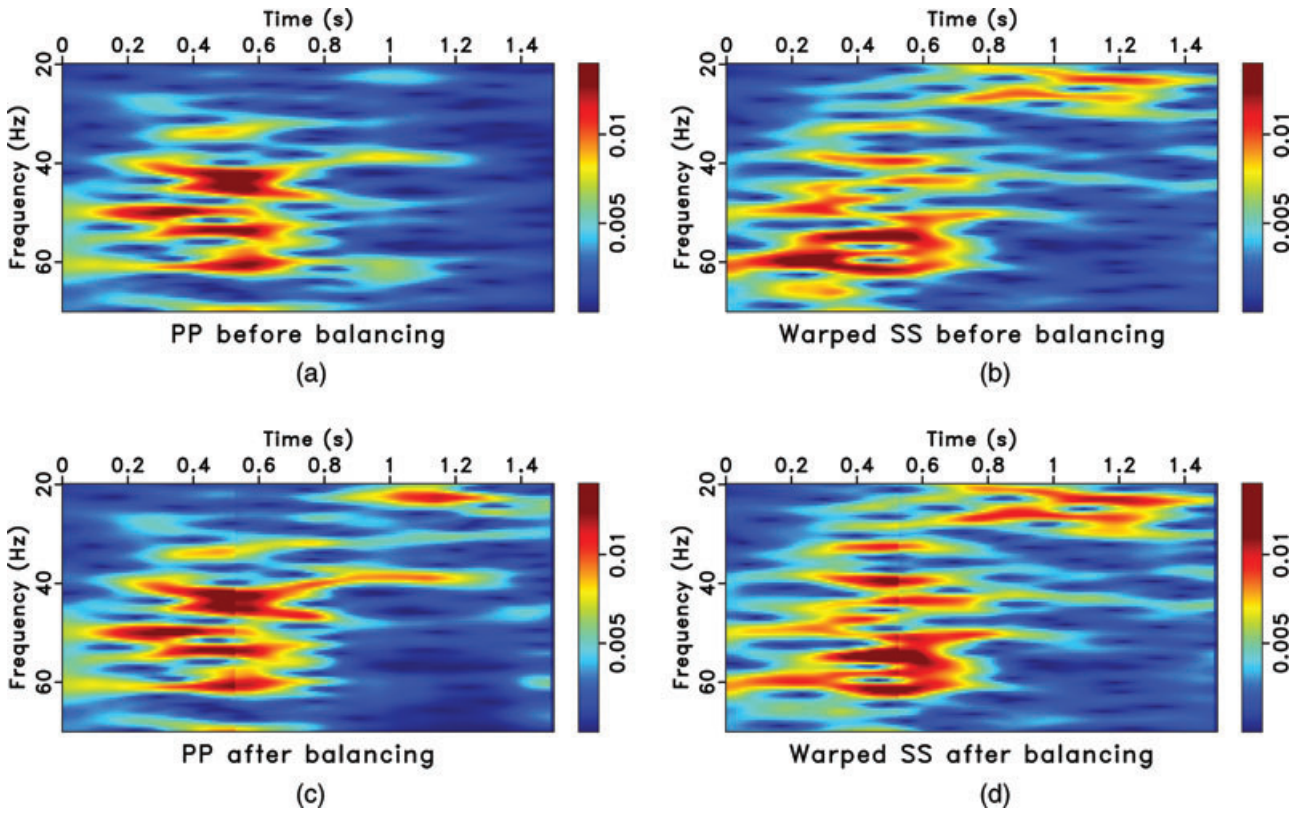 Time (s)
0 0.2 0.4 0.6 0.8 1 1.2 1.4
20
40
60
Frequency (Hz)
0.01
0.005
PP before balancing
(a)
Time (s)
0 0.2 0.4 0.6 0.8 1 1.2 1.4
20
40
60
Frequency (Hz)
0.01
0.005
Warped SS before balancing
(b)
Time (s)
0 0.2 0.4 0.6 0.8 1 1.2 1.4
20
40
60
Frequency (Hz)
0.01
0.005
PP after balancing
(c)
Time (s)
0 0.2 0.4 0.6 0.8 1 1.2 1.4
20
40
60
Frequency (Hz)
0.01
0.005
Warped SS after balancing
(d)